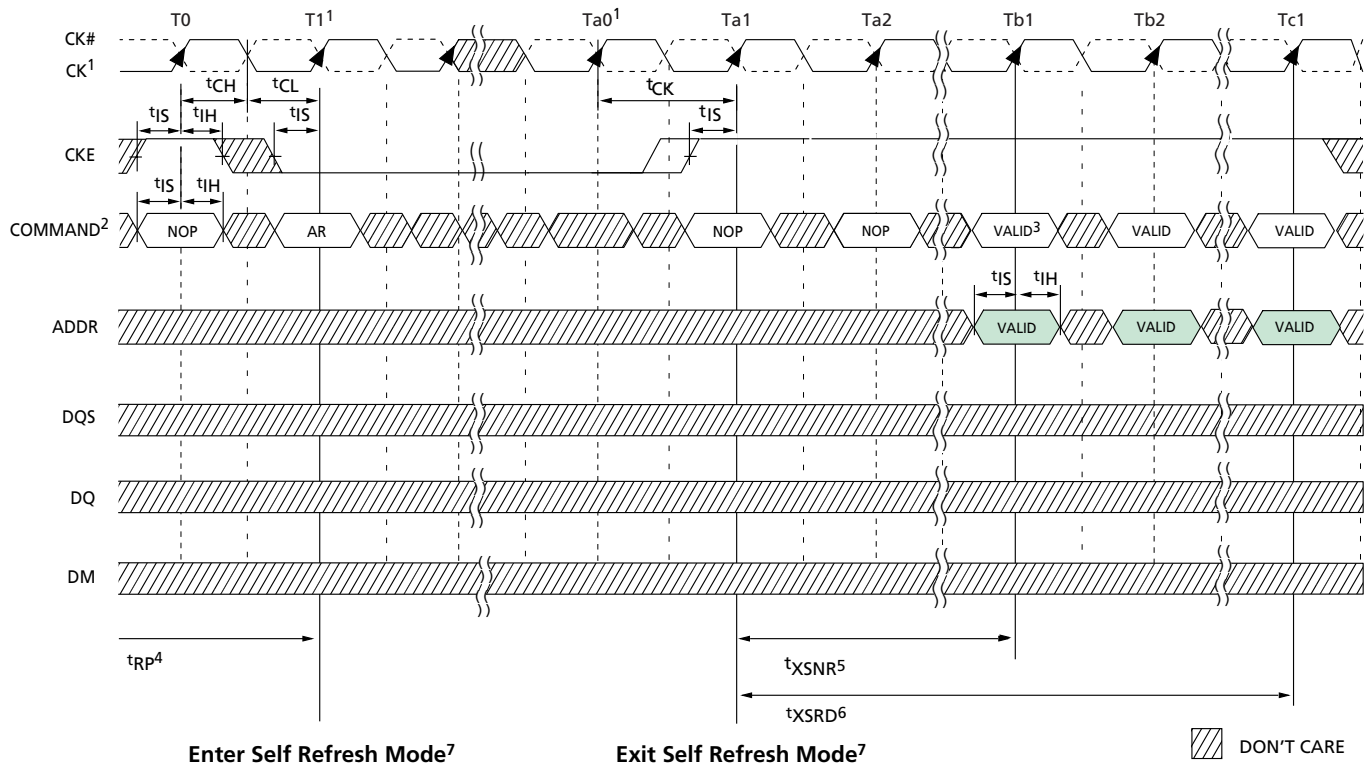 T0 T1¹ Ta0¹ Ta1 Ta2 Tb1 Tb2 Tc1
CK#
CK¹
tCH tCL tCK
tIS tIH tIS tIS
CKE
tIS tIH
COMMAND² NOP AR NOP NOP VALID³ VALID VALID
tIS tIH
ADDR VALID VALID VALID
DQS
DQ
DM
tRP⁴ tXSNR⁵
tXSRD⁶
Enter Self Refresh Mode⁷ Exit Self Refresh Mode⁷ DON'T CARE